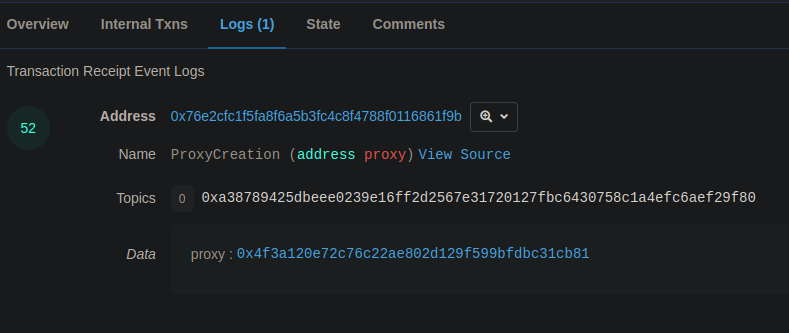 Overview Internal Txns Logs (1) State Comments
Transaction Receipt Event Logs
52
Address 0x76e2cfc1f5fa8f6a5b3fc4c8f4788f0116861f9b
Name ProxyCreation (address proxy) View Source
Topics 0 0xa38789425dbeee0239e16ff2d2567e31720127fbc6430758c1a4efc6aef29f80
Data proxy : 0x4f3a120e72c76c22ae802d129f599bfdbc31cb81